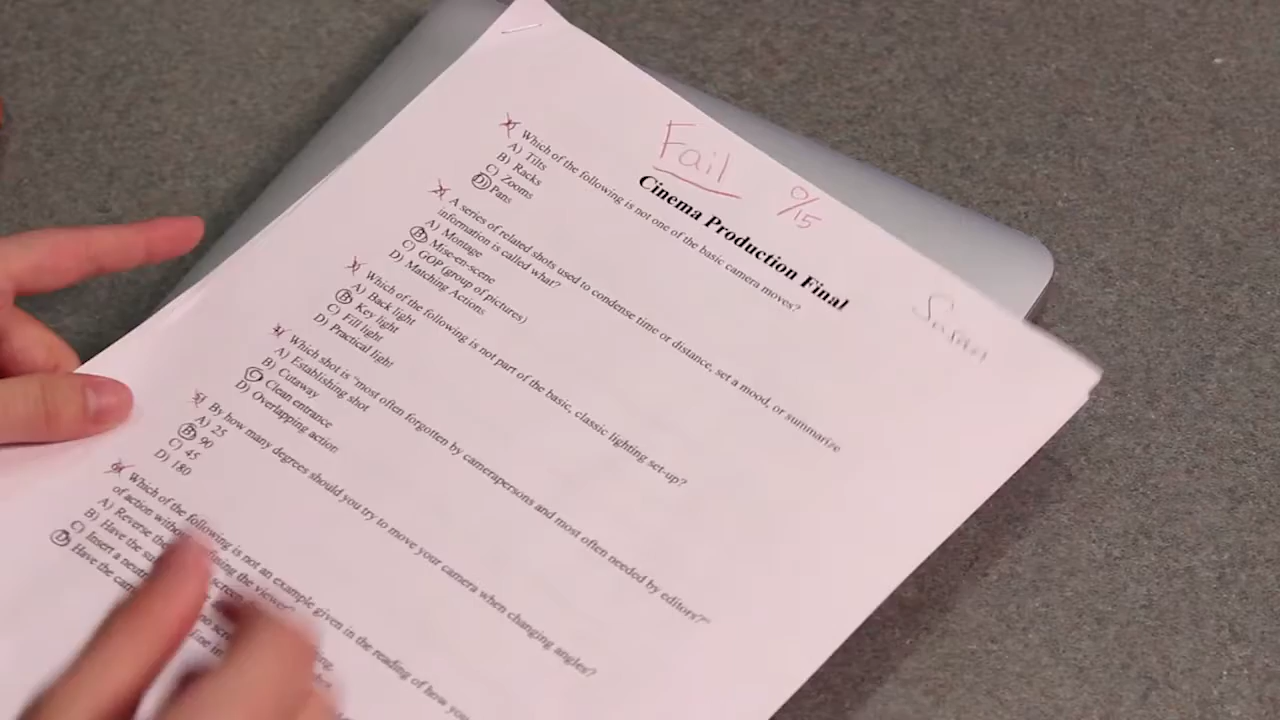 Fail
0/15
Cinema Production Final
Susan
Which of the following is not one of the basic camera moves?
A) Tilts
B) Racks
C) Zooms
D) Pans
A series of related shots used to condense time or distance, set a mood, or summarize
information is called what?
A) Montage
B) Mise-en-scene
C) GOP (group of pictures)
D) Matching Actions
Which of the following is not part of the basic, classic lighting set-up?
A) Back light
B) Key light
C) Fill light
D) Practical light
Which shot is "most often forgotten by camerapersons and most often needed by editors?"
A) Establishing shot
B) Cutaway
C) Clean entrance
D) Overlapping action
By how many degrees should you try to move your camera when changing angles?
A) 25
B) 90
C) 45
D) 180
Which of the following is not an example given in the reading of how you
of action the viewer
A) Reverse the
B) Have the screen
C) Insert a
D) Have the